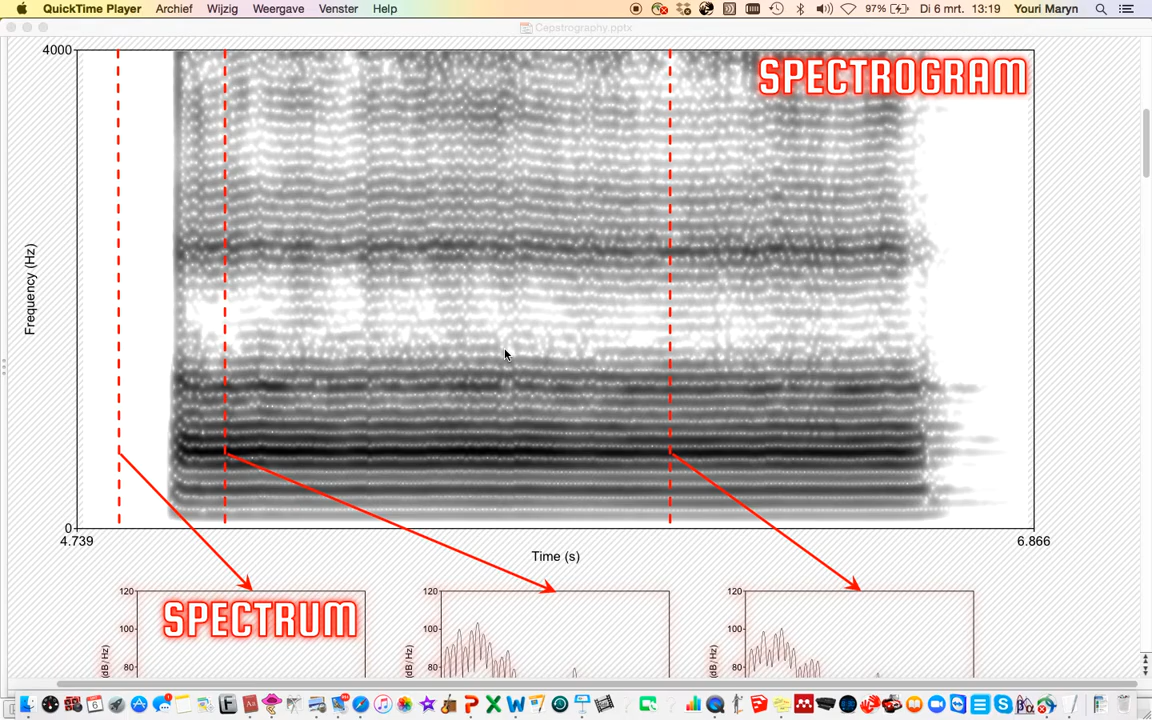 QuickTime Player Archief Wijzig Weergave Venster Help 97% Di 6 mrt. 13:19 Youri Maryn
Cepstrography.pptx
4000
SPECTROGRAM
Frequency (Hz)
0
4.739
Time (s)
6.866
120
SPECTRUM
100
80
(dB/Hz)
120
100
80
(dB/Hz)
120
100
80
(dB/Hz)